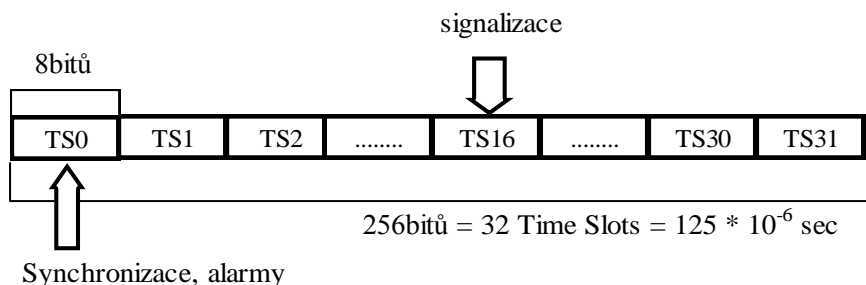 signalizace
8bitů
TS0 TS1 TS2 ........ TS16 ........ TS30 TS31
256bitů = 32 Time Slots = 125 * 10⁻⁶ sec
Synchronizace, alarmy